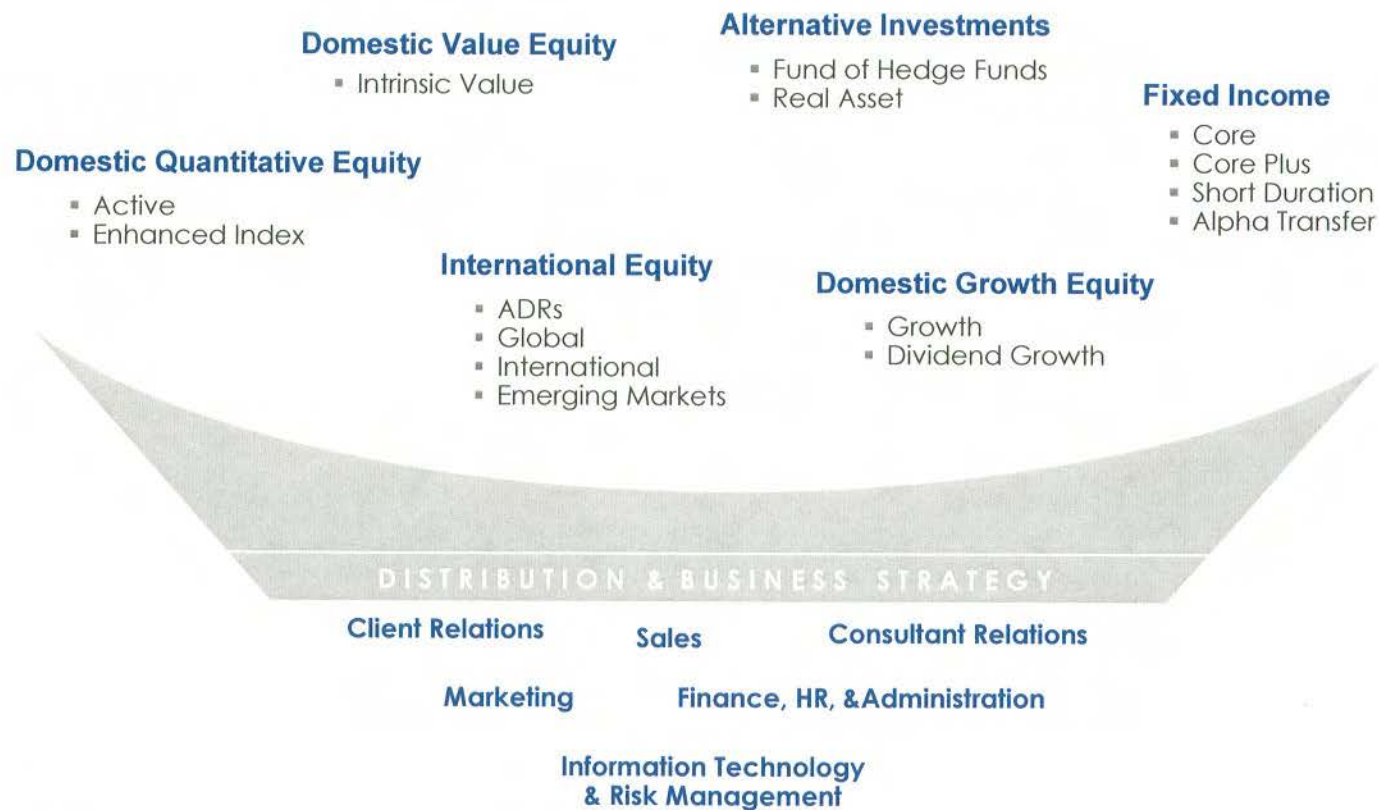 Domestic Value Equity
▪ Intrinsic Value
Alternative Investments
▪ Fund of Hedge Funds
▪ Real Asset
Fixed Income
▪ Core
▪ Core Plus
▪ Short Duration
▪ Alpha Transfer
Domestic Quantitative Equity
▪ Active
▪ Enhanced Index
International Equity
▪ ADRs
▪ Global
▪ International
▪ Emerging Markets
Domestic Growth Equity
▪ Growth
▪ Dividend Growth
DISTRIBUTION & BUSINESS STRATEGY
Client Relations
Sales
Consultant Relations
Marketing
Finance, HR, &Administration
Information Technology
& Risk Management